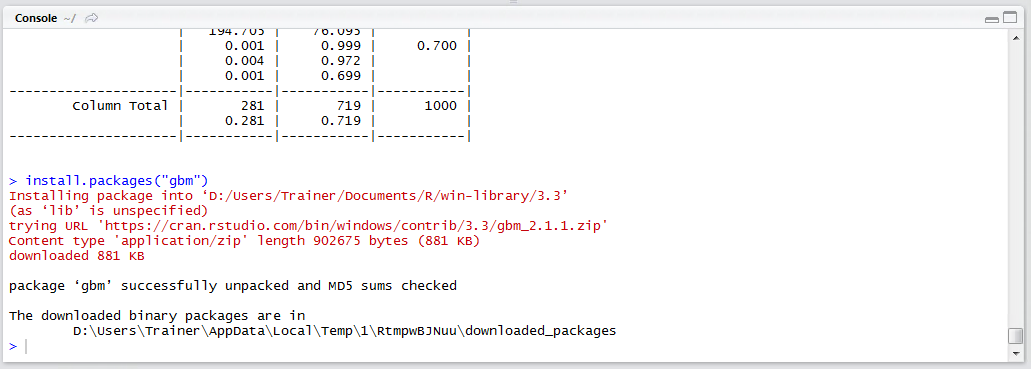 Console ~/
194.705 | 76.095 | |
| 0.001 | 0.999 | 0.700 |
| 0.004 | 0.972 | |
| 0.001 | 0.699 | |
---------------------|-----------|-----------|-----------|
Column Total | 281 | 719 | 1000 |
| 0.281 | 0.719 | |
---------------------|-----------|-----------|-----------|
> install.packages("gbm")
Installing package into ‘D:/Users/Trainer/Documents/R/win-library/3.3’
(as ‘lib’ is unspecified)
trying URL 'https://cran.rstudio.com/bin/windows/contrib/3.3/gbm_2.1.1.zip'
Content type 'application/zip' length 902675 bytes (881 KB)
downloaded 881 KB
package ‘gbm’ successfully unpacked and MD5 sums checked
The downloaded binary packages are in
D:\Users\Trainer\AppData\Local\Temp\1\RtmpwBJNuu\downloaded_packages
>